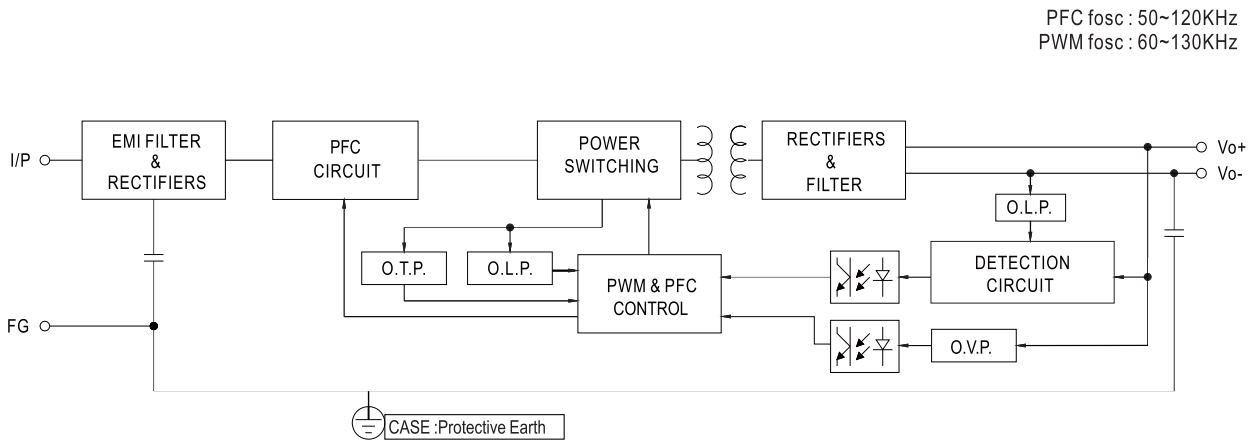 PFC fosc : 50~120KHz
PWM fosc : 60~130KHz
I/P
EMI FILTER
&
RECTIFIERS
PFC
CIRCUIT
POWER
SWITCHING
RECTIFIERS
&
FILTER
Vo+
Vo-
O.L.P.
O.T.P.
O.L.P.
PWM & PFC
CONTROL
DETECTION
CIRCUIT
FG
O.V.P.
CASE :Protective Earth